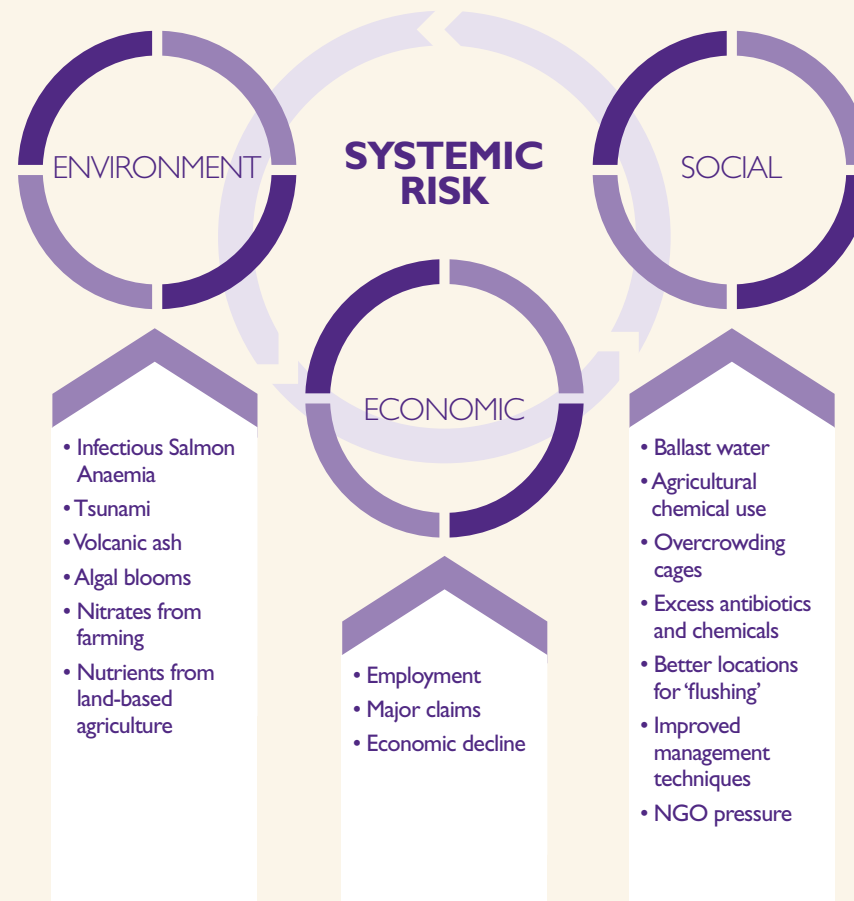 SYSTEMIC
RISK
ENVIRONMENT
SOCIAL
ECONOMIC
• Infectious Salmon
Anaemia
• Tsunami
• Volcanic ash
• Algal blooms
• Nitrates from
farming
• Nutrients from
land-based
agriculture
• Employment
• Major claims
• Economic decline
• Ballast water
• Agricultural
chemical use
• Overcrowding
cages
• Excess antibiotics
and chemicals
• Better locations
for ‘flushing’
• Improved
management
techniques
• NGO pressure